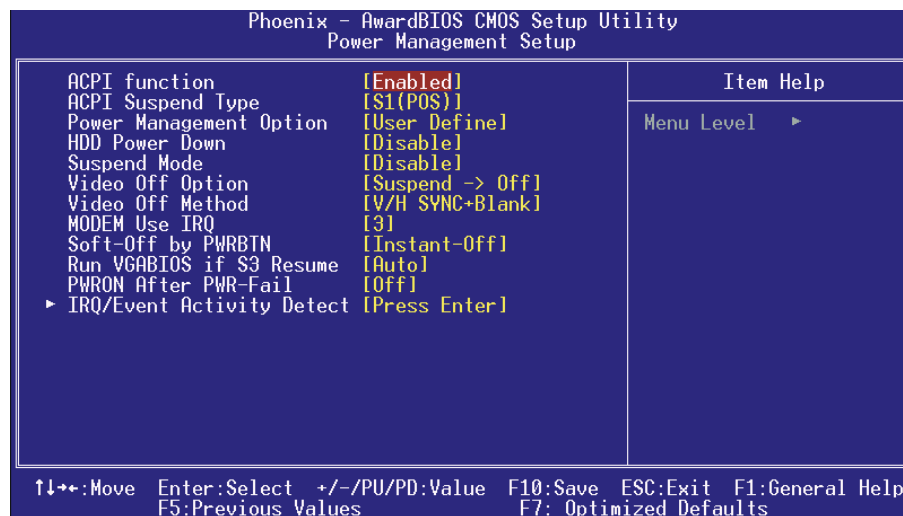 Phoenix - AwardBIOS CMOS Setup Utility
Power Management Setup
ACPI function [Enabled]
ACPI Suspend Type [S1(POS)]
Power Management Option [User Define]
HDD Power Down [Disable]
Suspend Mode [Disable]
Video Off Option [Suspend -> Off]
Video Off Method [V/H SYNC+Blank]
MODEM Use IRQ [3]
Soft-Off by PWRBTN [Instant-Off]
Run VGABIOS if S3 Resume [Auto]
PWRON After PWR-Fail [Off]
► IRQ/Event Activity Detect [Press Enter]
Item Help
Menu Level ►
↑↓→←:Move Enter:Select +/-/PU/PD:Value F10:Save ESC:Exit F1:General Help
F5:Previous Values F7: Optimized Defaults